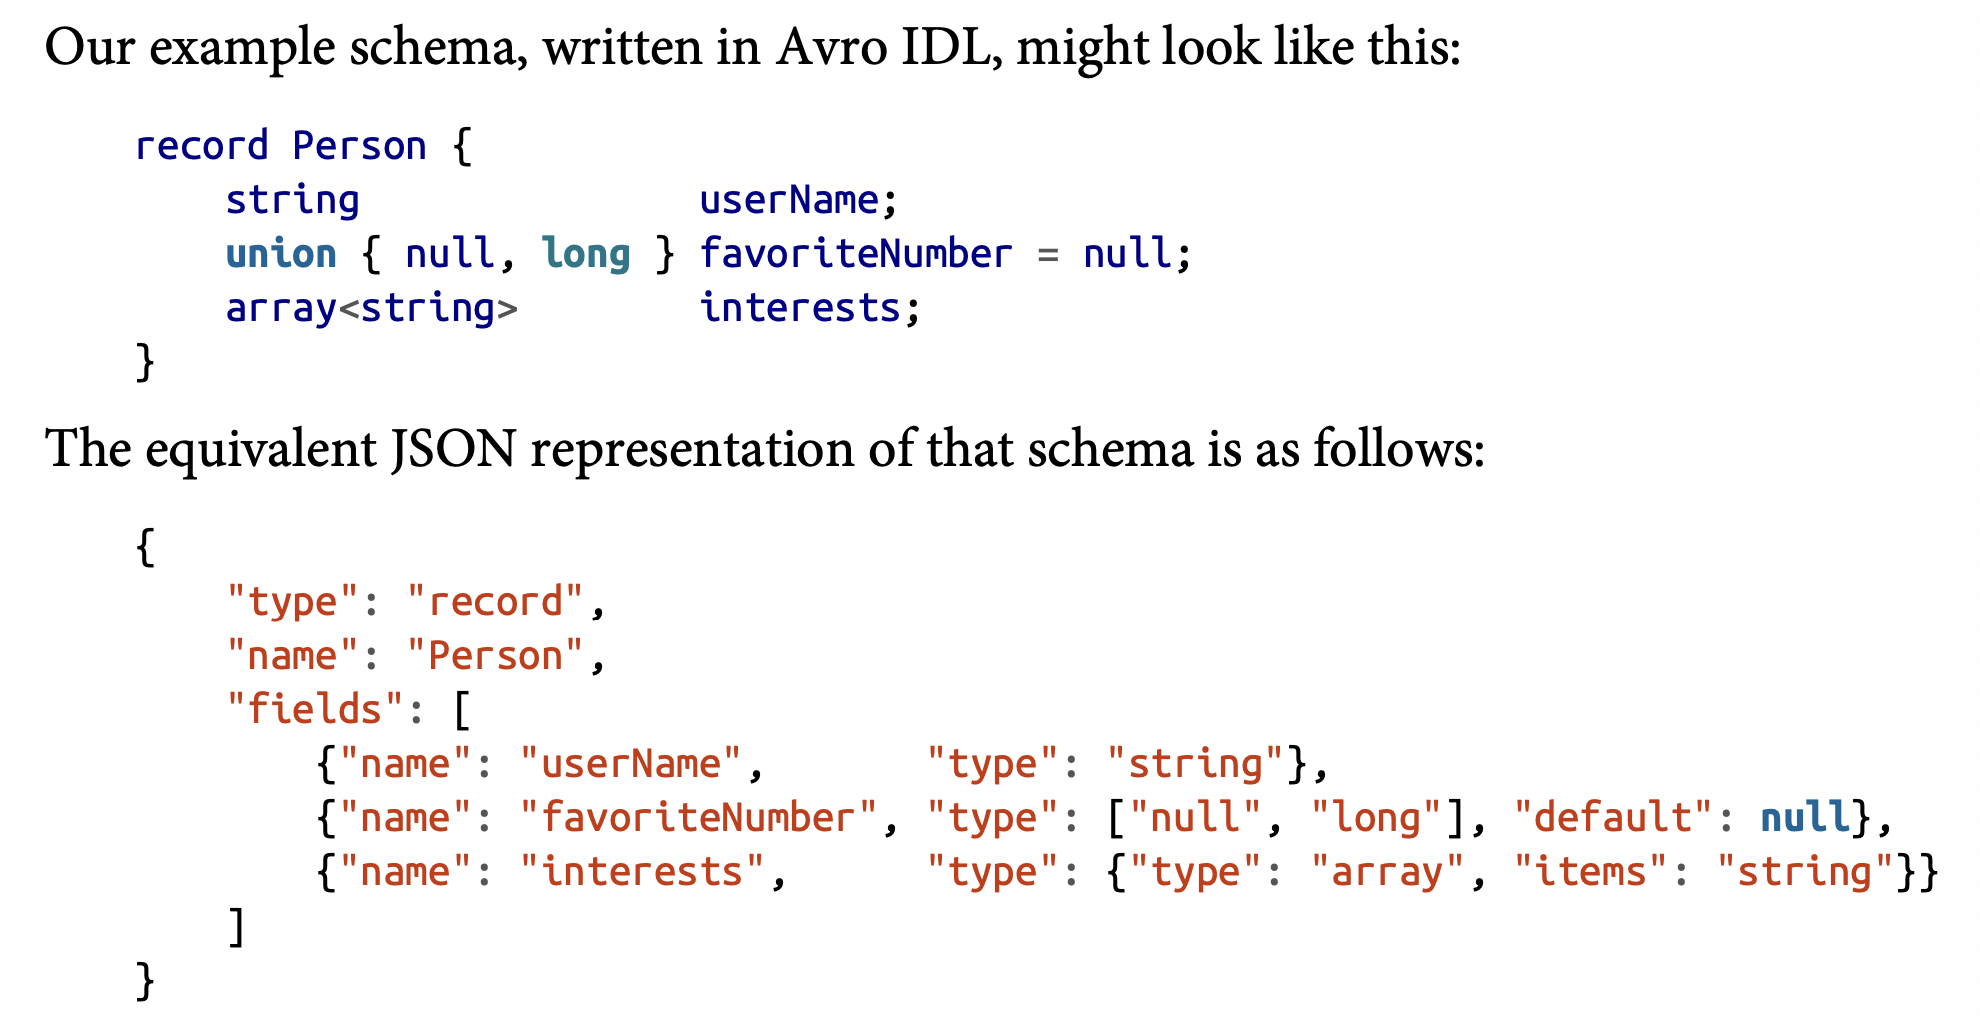 Our example schema, written in Avro IDL, might look like this:
record Person {
    string               userName;
    union { null, long } favoriteNumber = null;
    array<string>        interests;
}
The equivalent JSON representation of that schema is as follows:
{
    "type": "record",
    "name": "Person",
    "fields": [
        {"name": "userName",       "type": "string"},
        {"name": "favoriteNumber", "type": ["null", "long"], "default": null},
        {"name": "interests",      "type": {"type": "array", "items": "string"}}
    ]
}